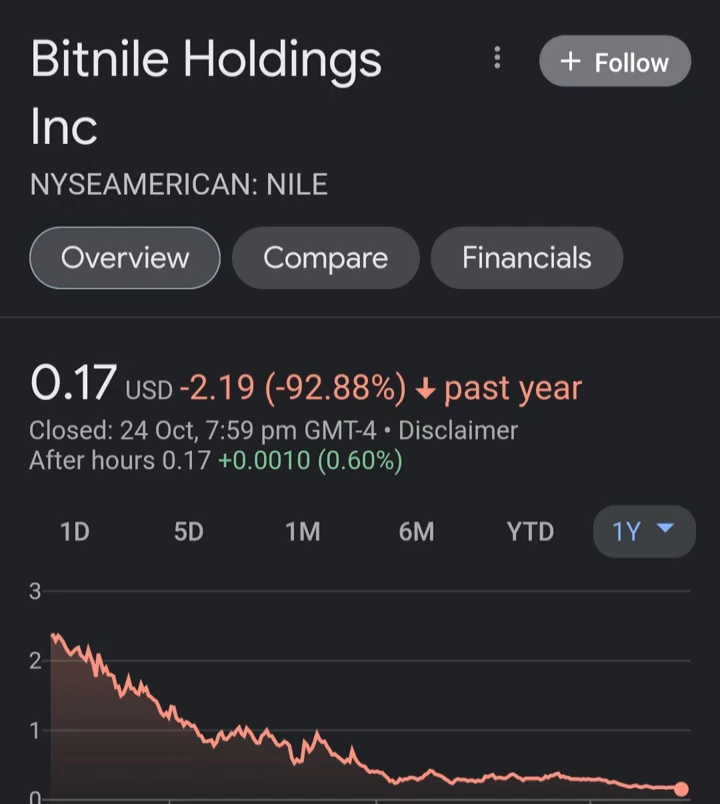 Bitnile Holdings
Inc
+ Follow
NYSEAMERICAN: NILE
Overview Compare Financials
0.17 USD -2.19 (-92.88%) ↓ past year
Closed: 24 Oct, 7:59 pm GMT-4 • Disclaimer
After hours 0.17 +0.0010 (0.60%)
1D 5D 1M 6M YTD 1Y
3
2
1
0